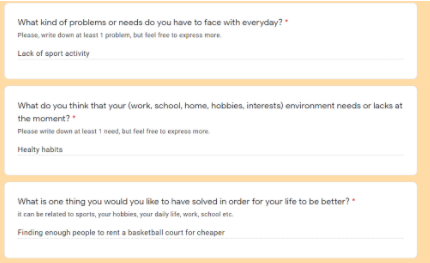 What kind of problems or needs do you have to face with everyday? *
Please, write down at least 1 problem, but feel free to express more.
Lack of sport activity
What do you think that your (work, school, home, hobbies, interests) environment needs or lacks at
the moment? *
Please write down at least 1 need, but feel free to express more.
Healty habits
What is one thing you would you like to have solved in order for your life to be better? *
it can be related to sports, your hobbies, your daily life, work, school etc.
Finding enough people to rent a basketball court for cheaper